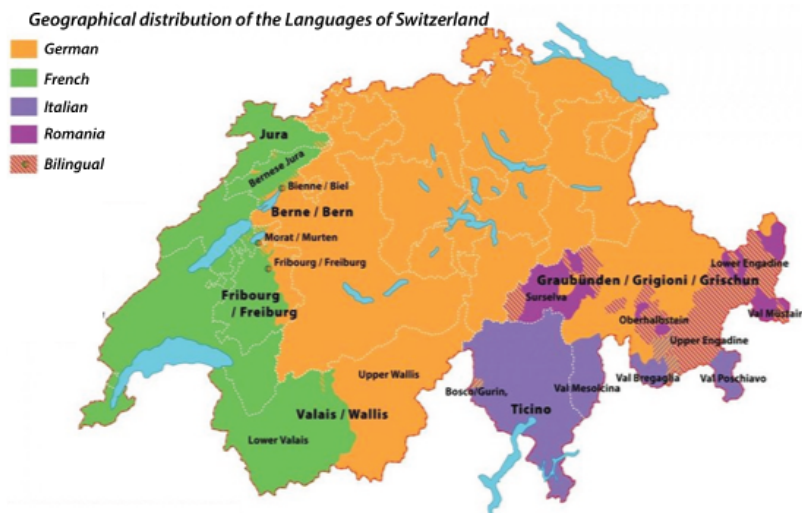 Geographical distribution of the Languages of Switzerland
German
French
Italian
Romania
Bilingual
Jura
Bernese Jura
Bienne / Biel
Berne / Bern
Morat / Murten
Fribourg / Freiburg
Fribourg
/ Freiburg
Lower Engadine
Graubünden / Grigioni / Grischun
Surselva
Val Müstair
Oberhalbstein
Upper Engadine
Upper Wallis
Val Bregaglia
Val Poschiavo
Bosco/Gurin,
Val Mesolcina
Valais / Wallis
Ticino
Lower Valais